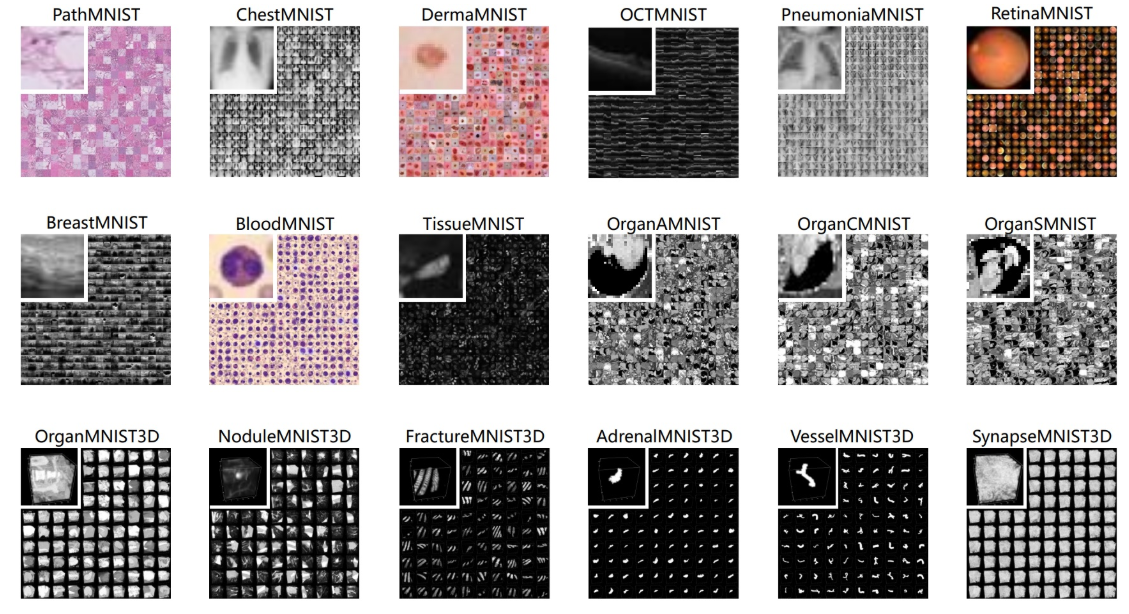 PathMNIST ChestMNIST DermaMNIST OCTMNIST PneumoniaMNIST RetinaMNIST
BreastMNIST BloodMNIST TissueMNIST OrganAMNIST OrganCMNIST OrganSMNIST
OrganMNIST3D NoduleMNIST3D FractureMNIST3D AdrenalMNIST3D VesselMNIST3D SynapseMNIST3D